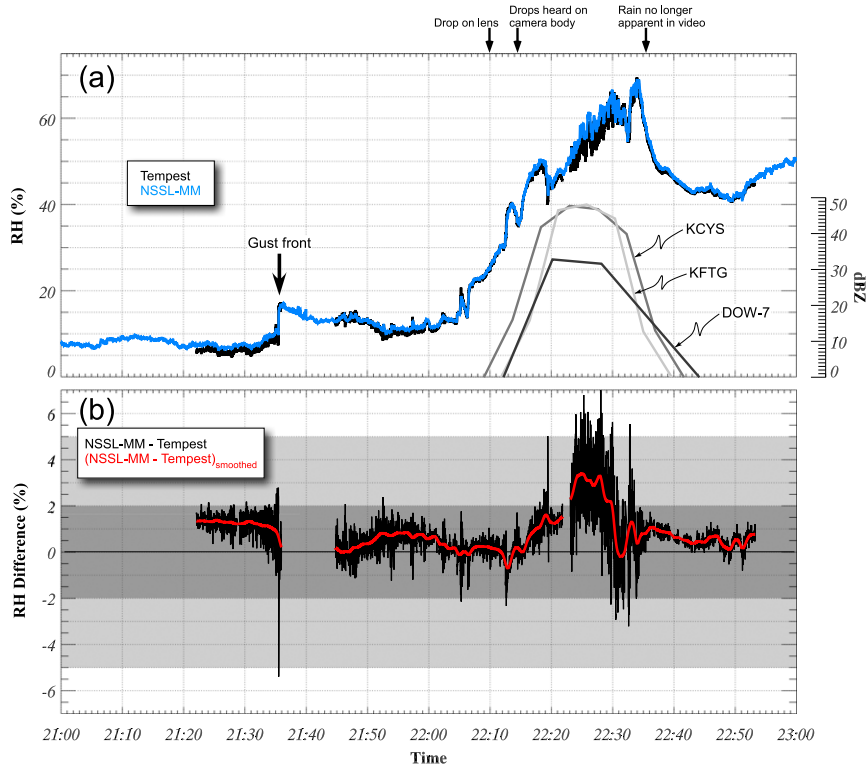 Drop on lens
Drops heard on
camera body
Rain no longer
apparent in video
(a)
60
40
20
0
RH (%)
Tempest
NSSL-MM
Gust front
KCYS
KFTG
DOW-7
50
40
30
20
10
0
dBZ
(b)
6
4
2
0
-2
-4
-6
RH Difference (%)
NSSL-MM - Tempest
(NSSL-MM - Tempest)smoothed
21:00 21:10 21:20 21:30 21:40 21:50 22:00 22:10 22:20 22:30 22:40 22:50 23:00
Time